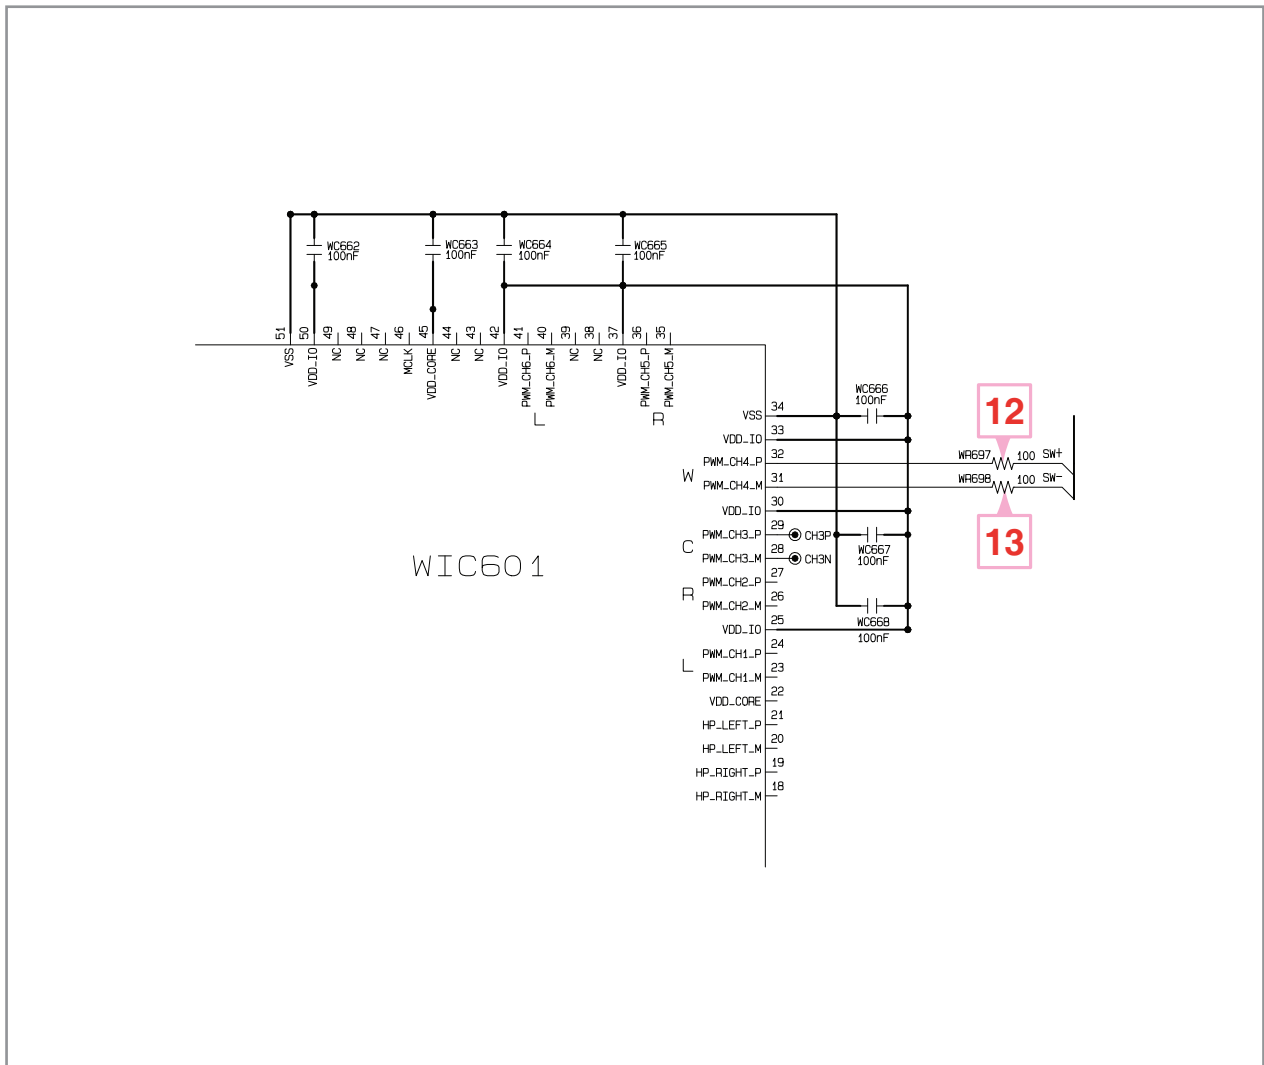 WC662
100nF
WC663
100nF
WC664
100nF
WC665
100nF
51
50
49
48
47
46
45
44
43
42
41
40
39
38
37
36
35
VSS
VDD_IO
NC
NC
NC
MCLK
VDD_CORE
NC
NC
VDD_IO
PWM_CH6_P
PWM_CH6_M
NC
NC
VDD_IO
PWM_CH5_P
PWM_CH5_M
L
R
WC666
100nF
12
VSS 34
VDD_IO 33
PWM_CH4_P 32
WR697 100 SW+
W
PWM_CH4_M 31
WR698 100 SW-
VDD_IO 30
13
PWM_CH3_P 29 CH3P
C
WC667
100nF
PWM_CH3_M 28 CH3N
WIC601
PWM_CH2_P 27
R
PWM_CH2_M 26
WC668
100nF
VDD_IO 25
PWM_CH1_P 24
L
PWM_CH1_M 23
VDD_CORE 22
HP_LEFT_P 21
HP_LEFT_M 20
HP_RIGHT_P 19
HP_RIGHT_M 18